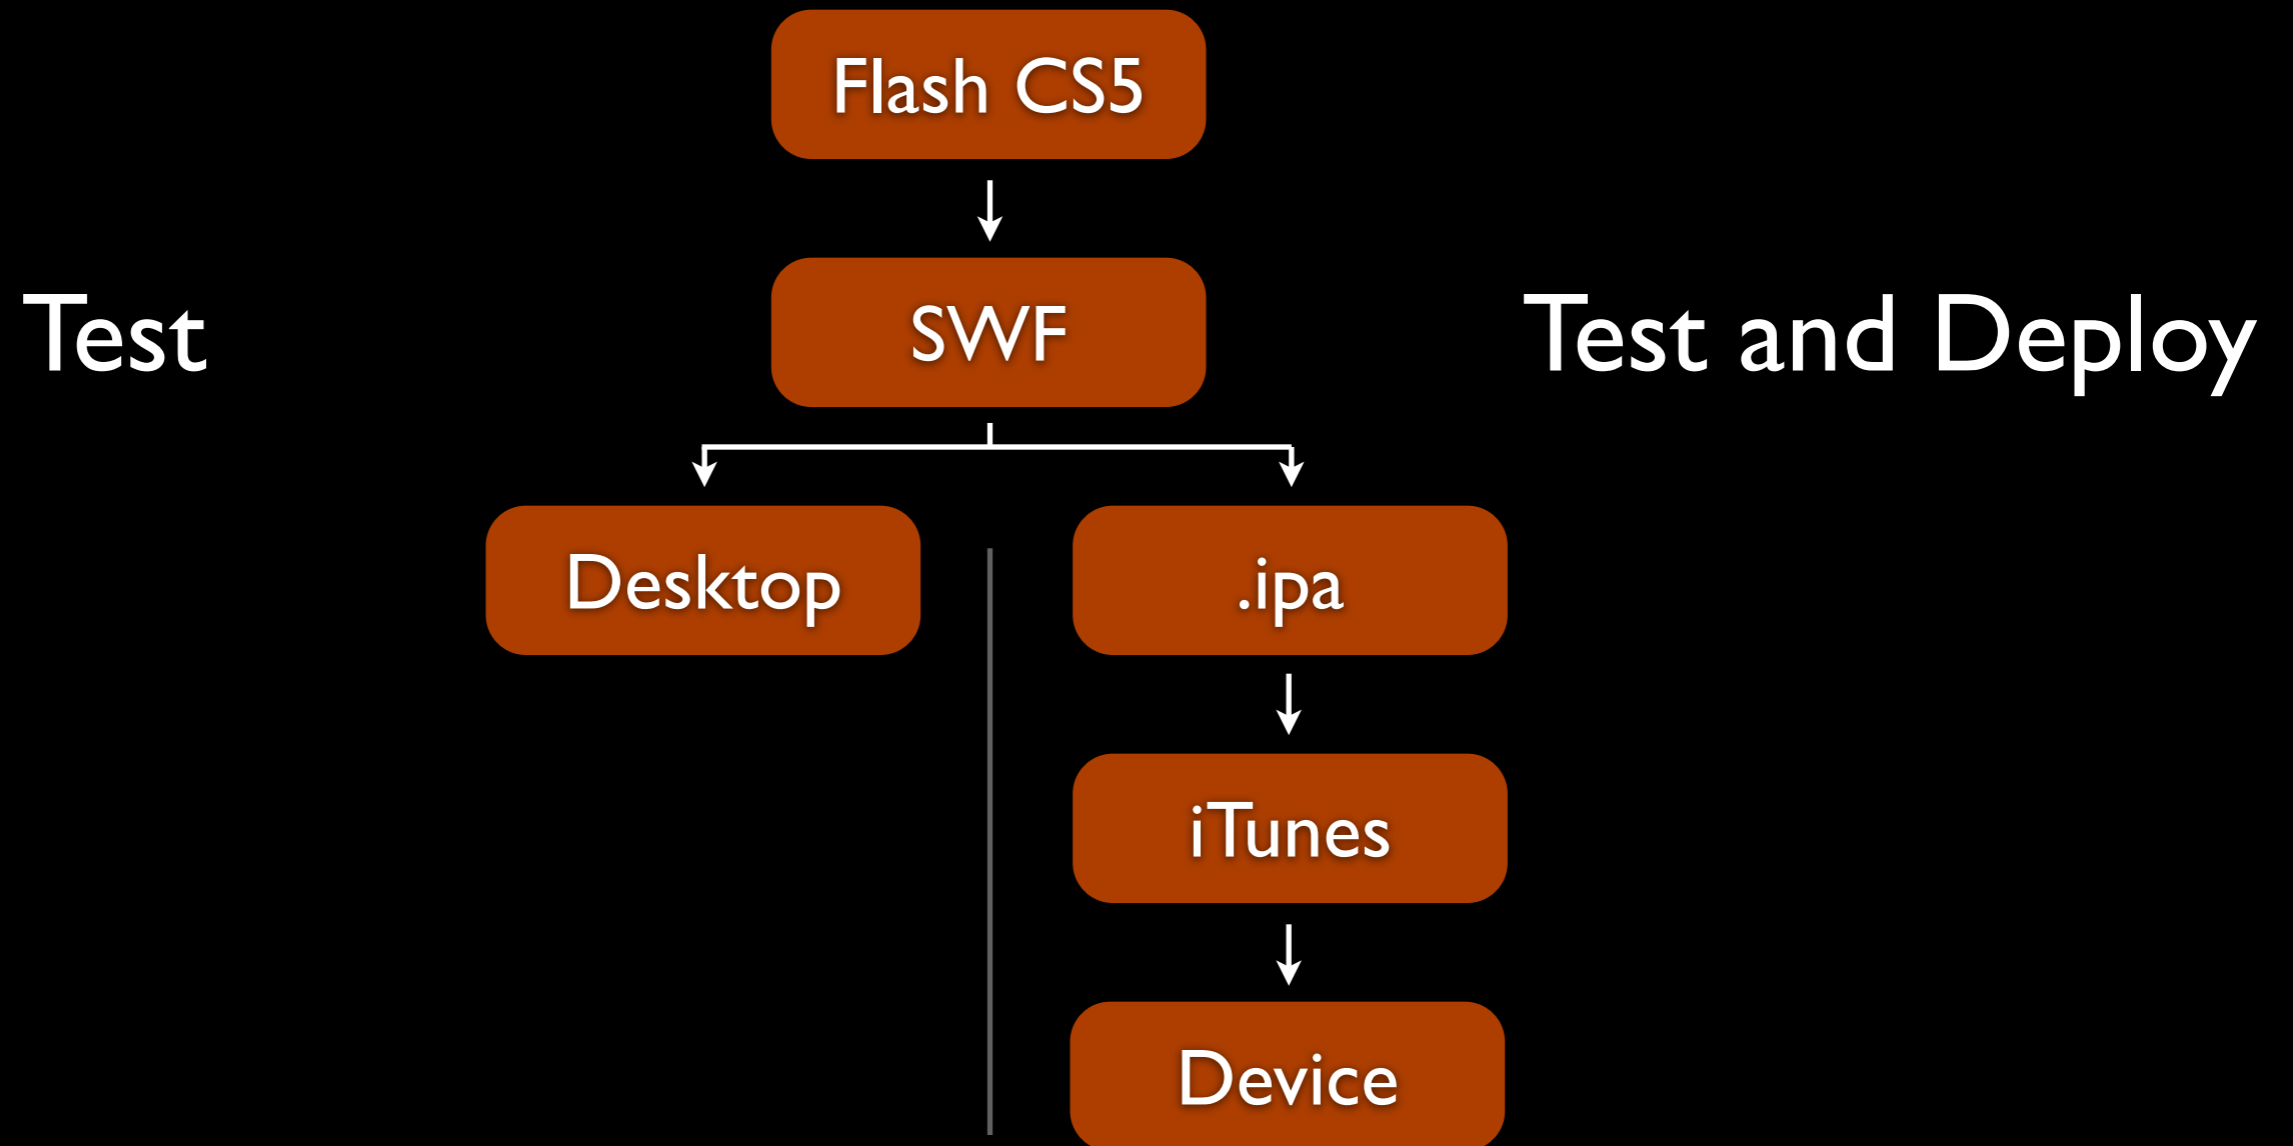 Flash CS5
Test
SWF
Test and Deploy
Desktop
.ipa
iTunes
Device